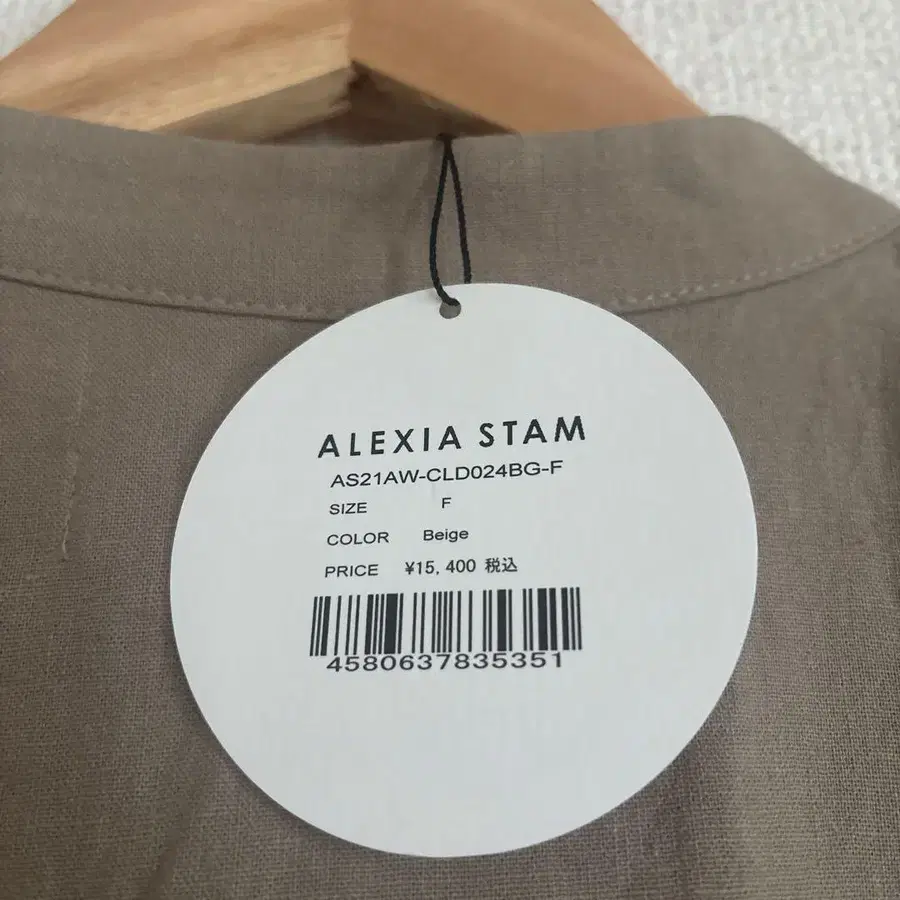 ALEXIA STAM
AS21AW-CLD024BG-F
SIZE F
COLOR Beige
PRICE ¥15,400 税込
4580637835351